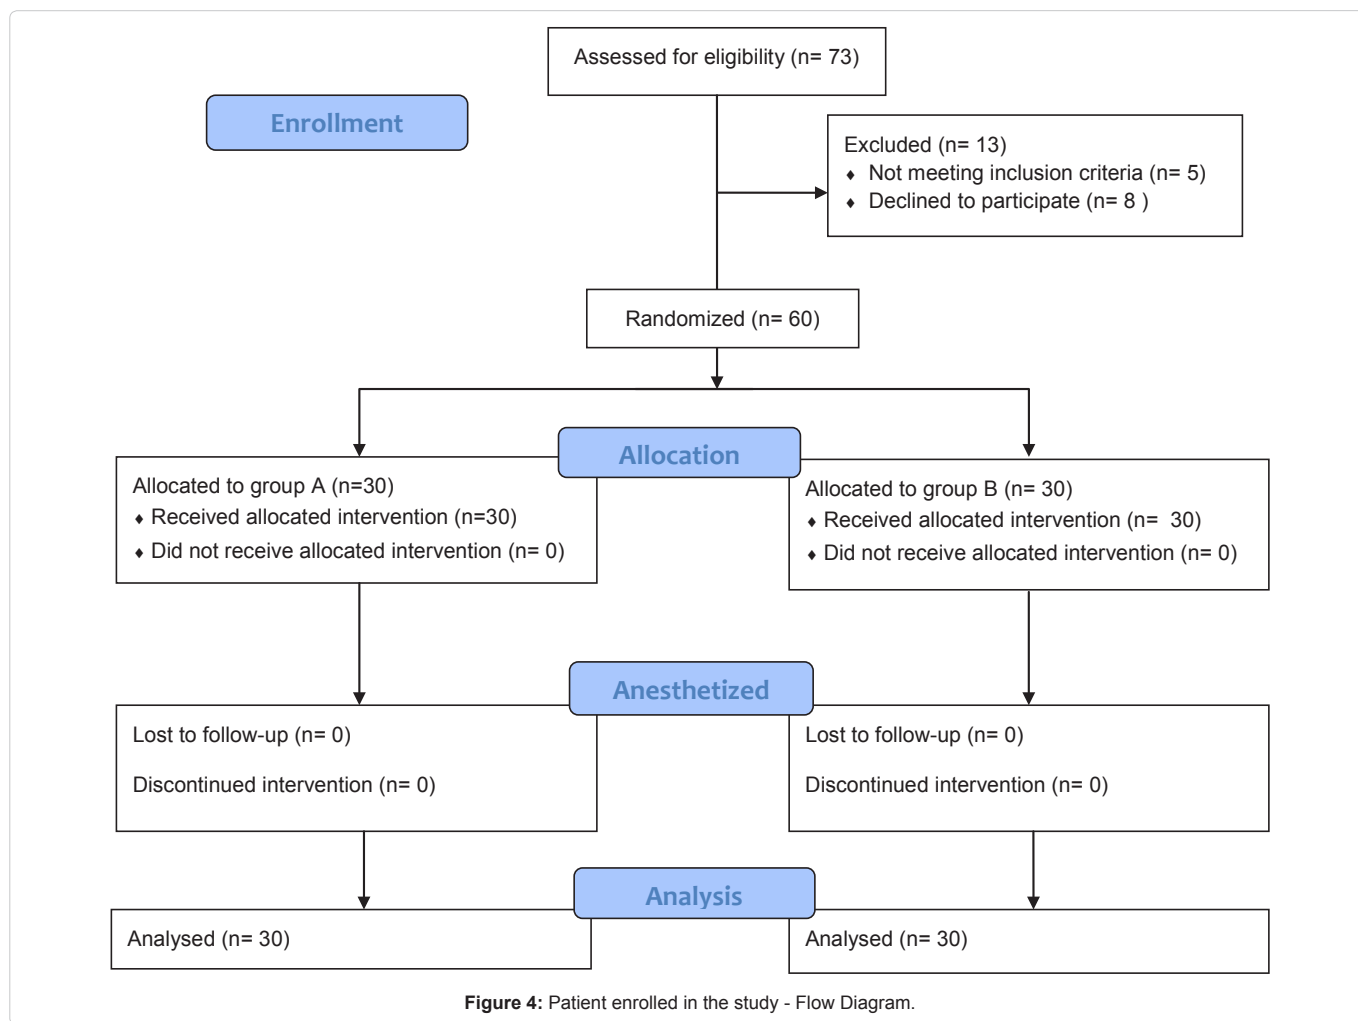 Assessed for eligibility (n= 73)
Enrollment
Excluded (n= 13)
♦ Not meeting inclusion criteria (n= 5)
♦ Declined to participate (n= 8 )
Randomized (n= 60)
Allocation
Allocated to group A (n=30)
♦ Received allocated intervention (n=30)
♦ Did not receive allocated intervention (n= 0)
Allocated to group B (n= 30)
♦ Received allocated intervention (n=  30)
♦ Did not receive allocated intervention (n= 0)
Anesthetized
Lost to follow-up (n= 0)
Discontinued intervention (n= 0)
Lost to follow-up (n= 0)
Discontinued intervention (n= 0)
Analysis
Analysed (n= 30)
Analysed (n= 30)
Figure 4: Patient enrolled in the study - Flow Diagram.